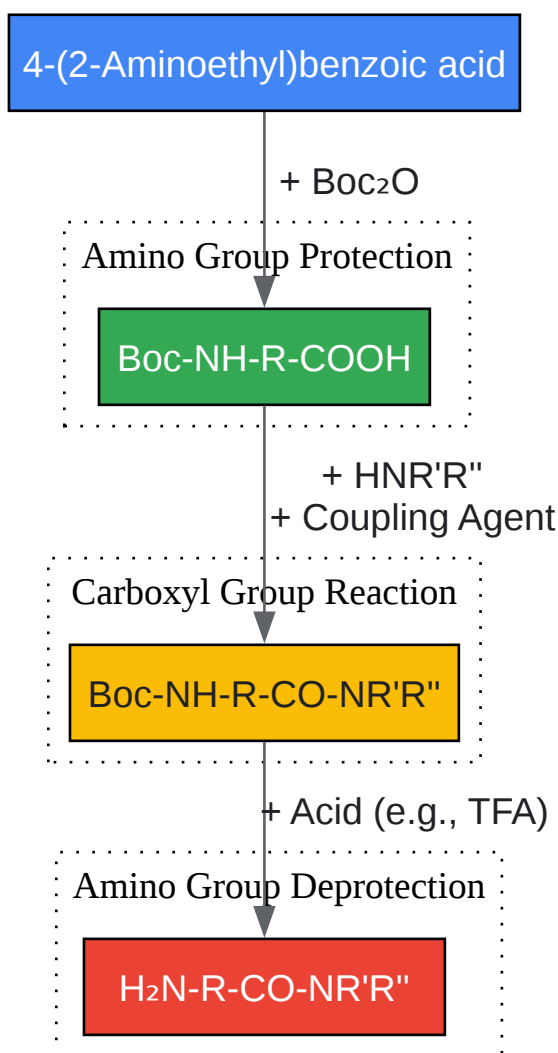 4-(2-Aminoethyl)benzoic acid
+ Boc₂O
Amino Group Protection
Boc-NH-R-COOH
+ HNR'R"
+ Coupling Agent
Carboxyl Group Reaction
Boc-NH-R-CO-NR'R"
+ Acid (e.g., TFA)
Amino Group Deprotection
H₂N-R-CO-NR'R"